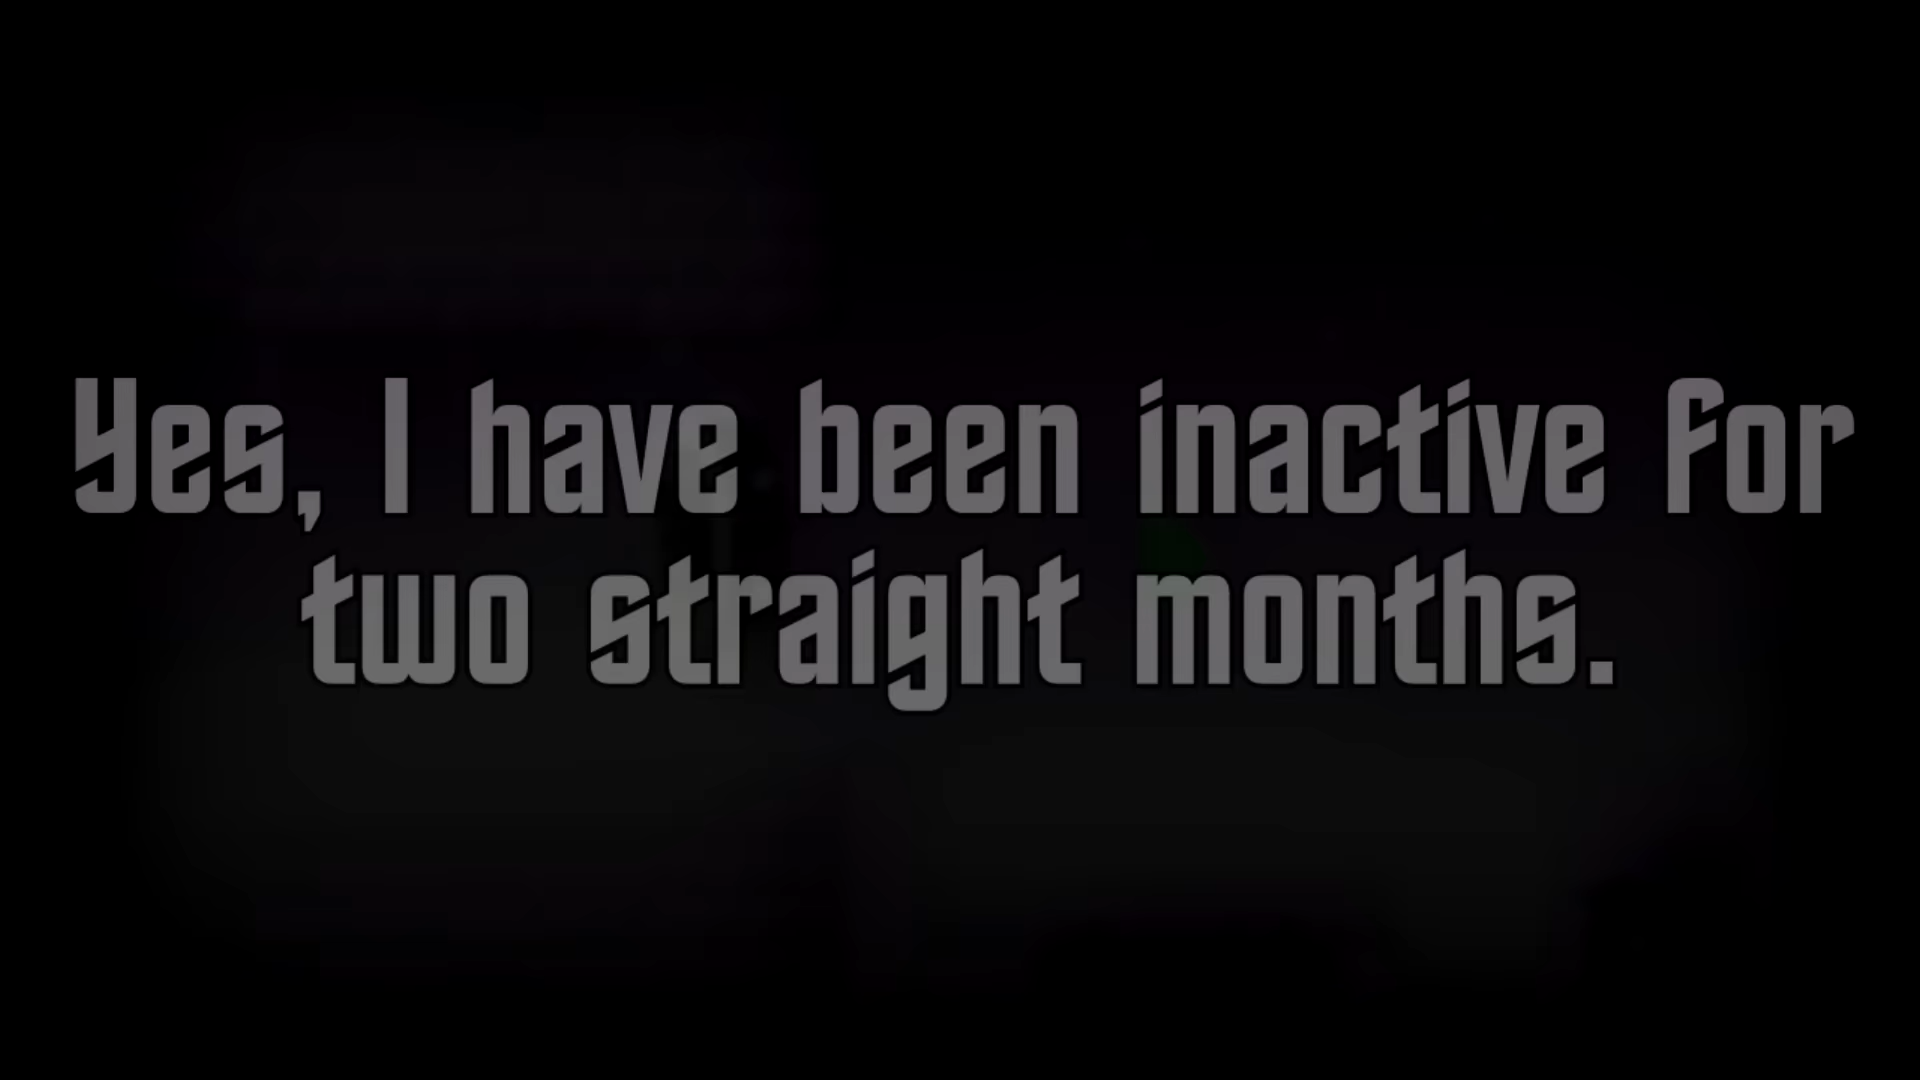 Yes, I have been inactive for
two straight months.